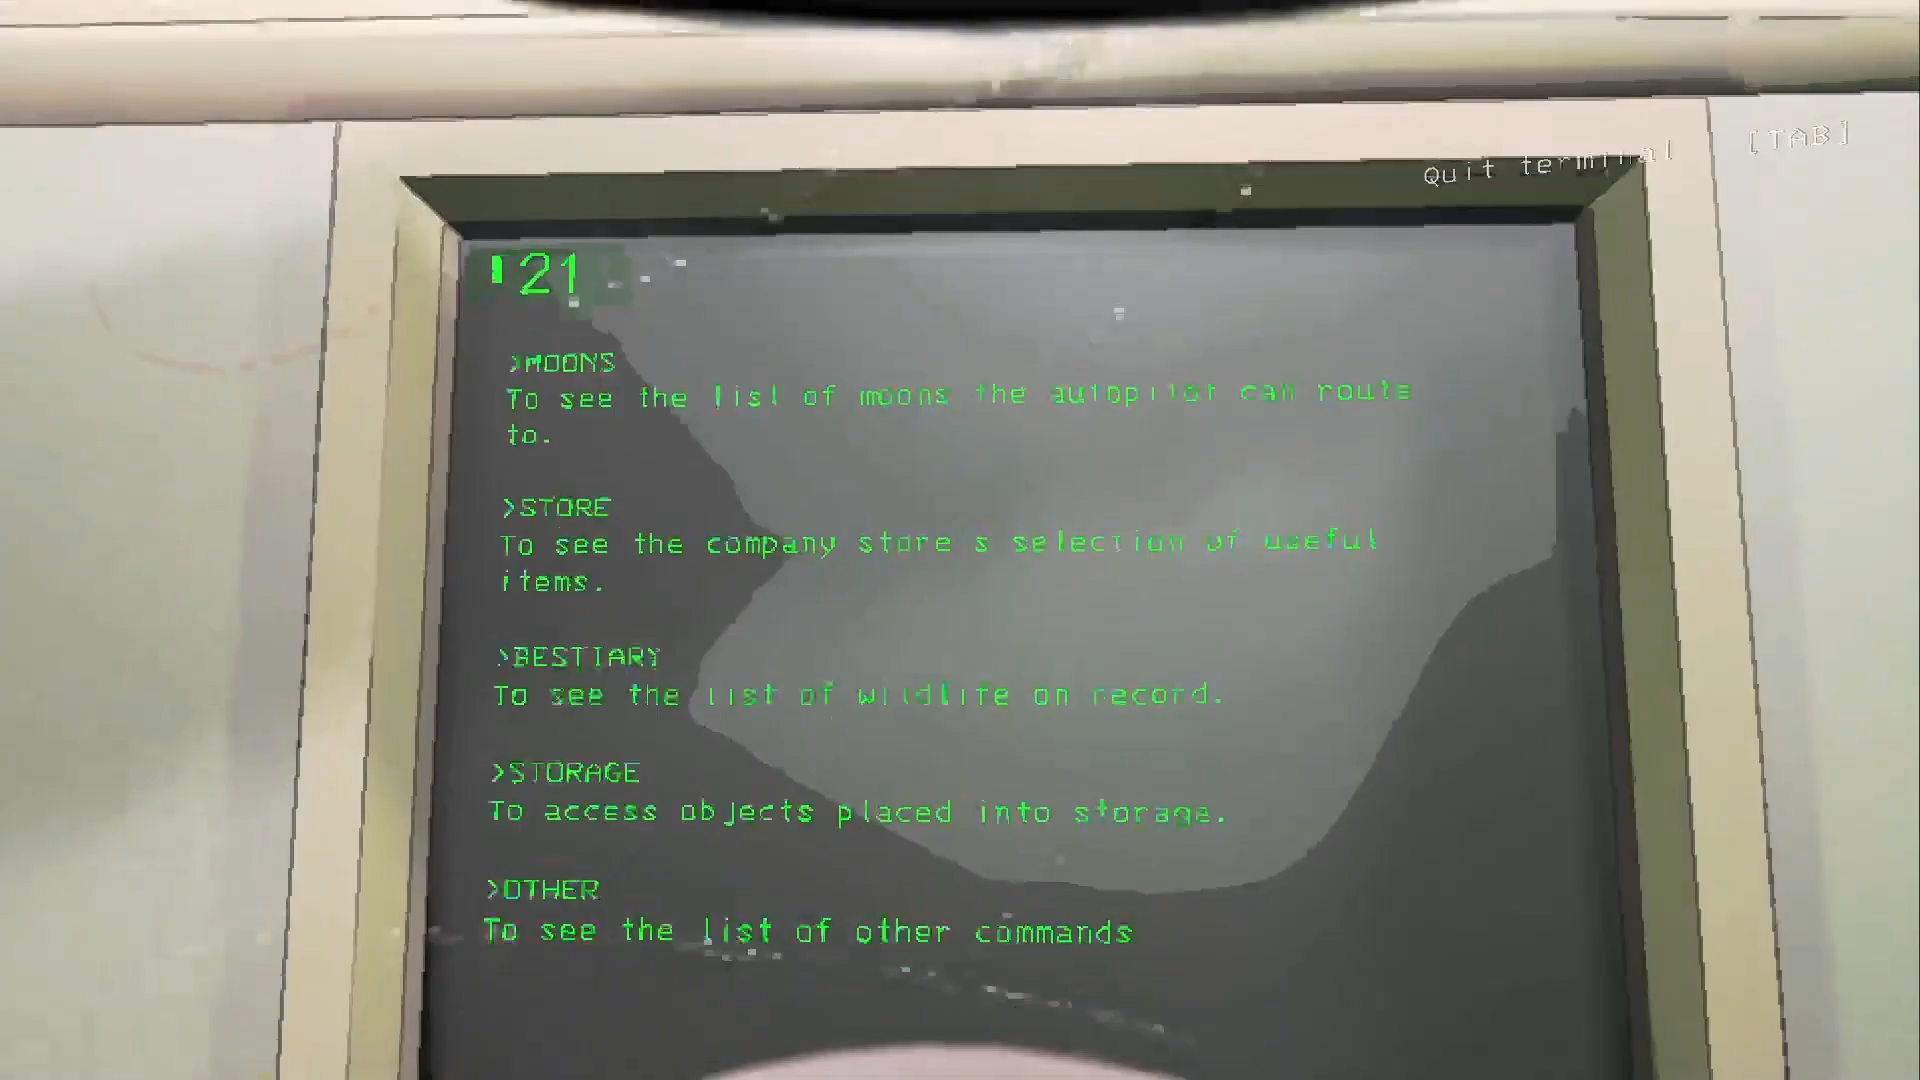 Quit terminal [TAB]
▮21
>MOONS
To see the list of moons the autopilot can route
to.
>STORE
To see the company store's selection of useful
items.
>BESTIARY
To see the list of wildlife on record.
>STORAGE
To access objects placed into storage.
>OTHER
To see the list of other commands